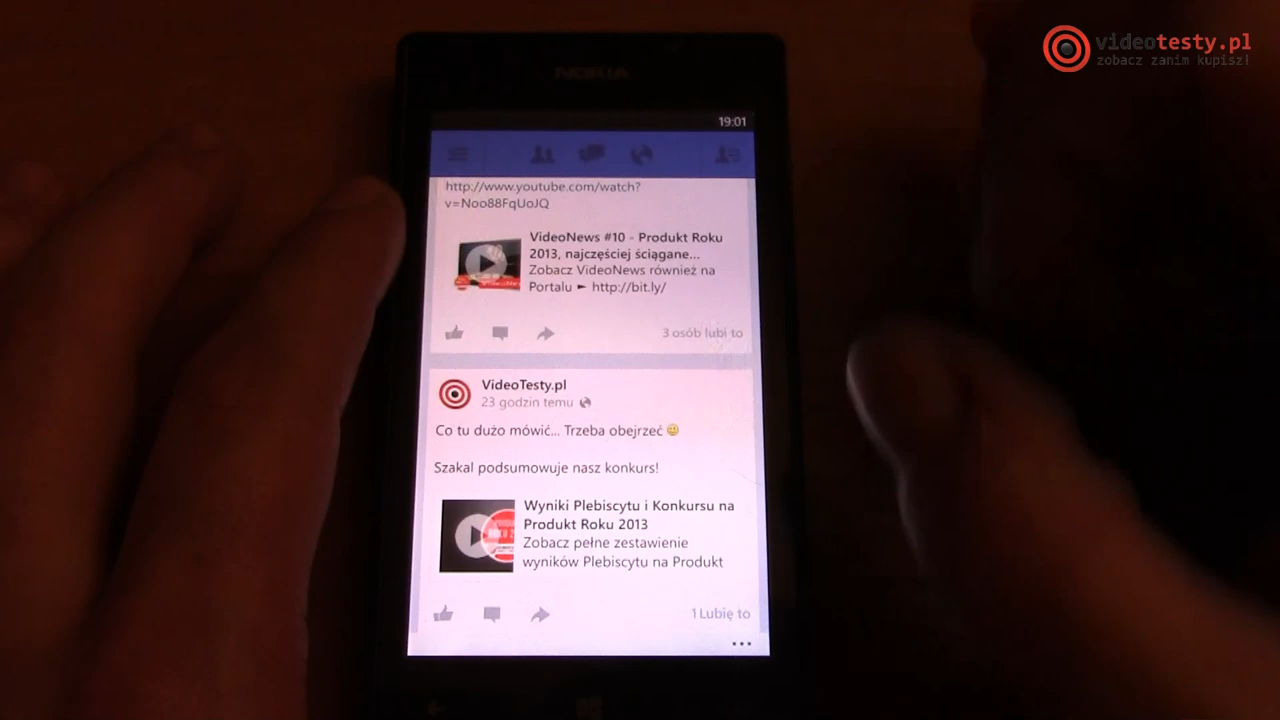 videotesty.pl
zobacz zanim kupisz!
NOKIA
19:01
http://www.youtube.com/watch?
v=Noo88FqUoJQ
VideoNews #10 - Produkt Roku
2013, najczęściej ściągane...
Zobacz VideoNews również na
Portalu ► http://bit.ly/
3 osób lubi to
VideoTesty.pl
23 godzin temu
Co tu dużo mówić... Trzeba obejrzeć
Szakal podsumowuje nasz konkurs!
Wyniki Plebiscytu i Konkursu na
Produkt Roku 2013
Zobacz pełne zestawienie
wyników Plebiscytu na Produkt
1 Lubię to
...